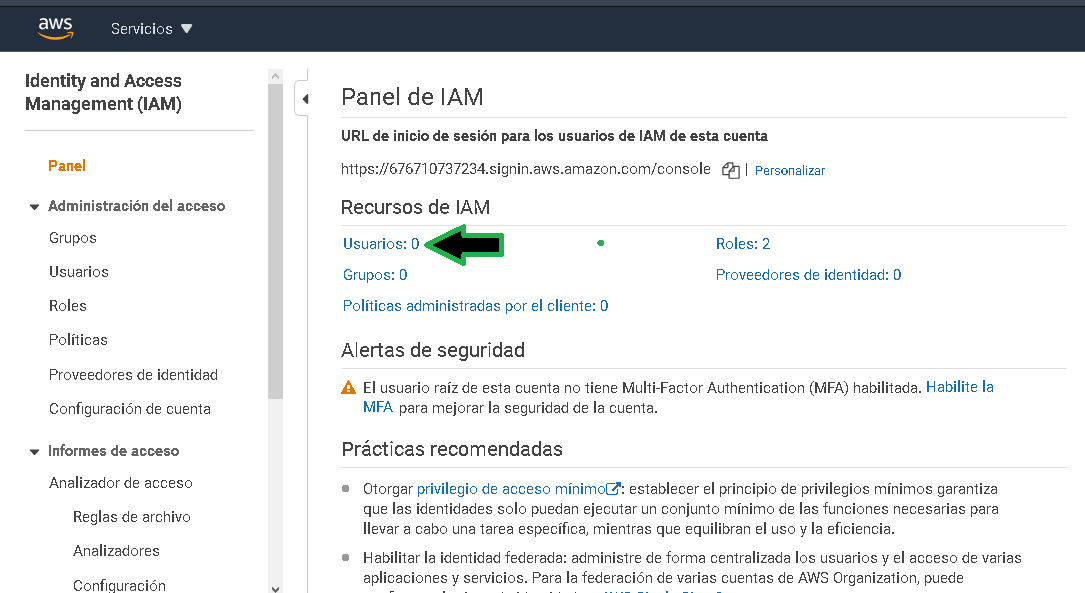 aws
Servicios
Identity and Access
Management (IAM)
Panel
Administración del acceso
Grupos
Usuarios
Roles
Políticas
Proveedores de identidad
Configuración de cuenta
Informes de acceso
Analizador de acceso
Reglas de archivo
Analizadores
Configuración
Panel de IAM
URL de inicio de sesión para los usuarios de IAM de esta cuenta
https://676710737234.signin.aws.amazon.com/console | Personalizar
Recursos de IAM
Usuarios: 0 Roles: 2
Grupos: 0 Proveedores de identidad: 0
Políticas administradas por el cliente: 0
Alertas de seguridad
El usuario raíz de esta cuenta no tiene Multi-Factor Authentication (MFA) habilitada. Habilite la
MFA para mejorar la seguridad de la cuenta.
Prácticas recomendadas
Otorgar privilegio de acceso mínimo: establecer el principio de privilegios mínimos garantiza
que las identidades solo puedan ejecutar un conjunto mínimo de las funciones necesarias para
llevar a cabo una tarea específica, mientras que equilibran el uso y la eficiencia.
Habilitar la identidad federada: administre de forma centralizada los usuarios y el acceso de varias
aplicaciones y servicios. Para la federación de varias cuentas de AWS Organization, puede